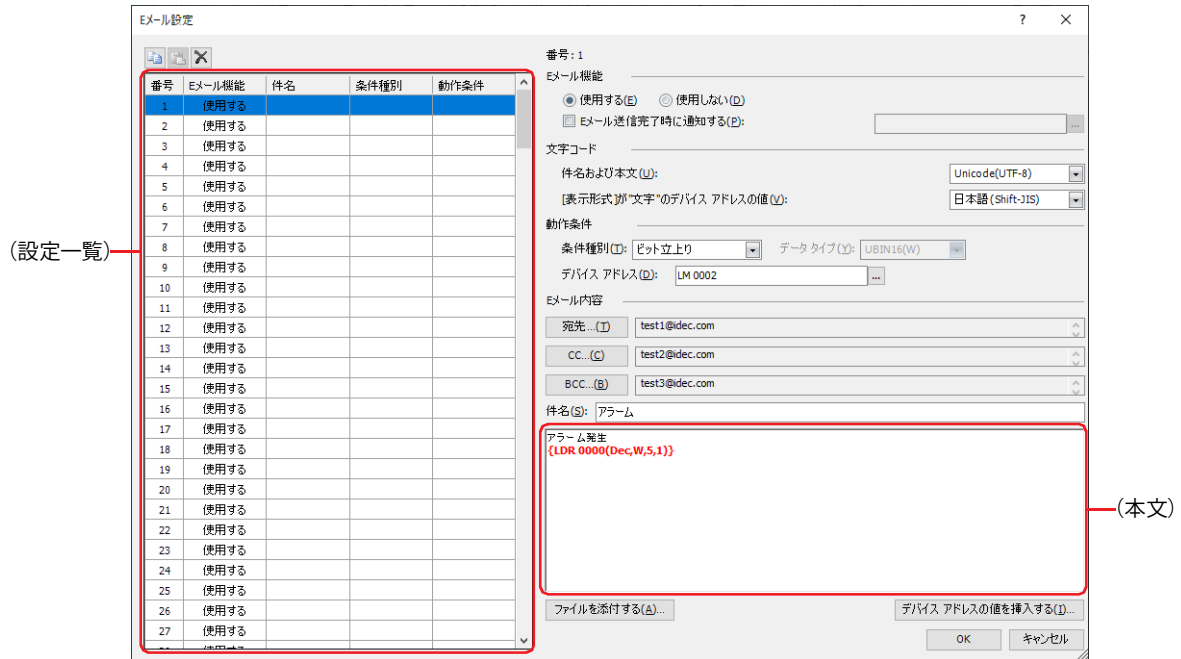 Eメール設定
?
番号 Eメール機能 件名 条件種別 動作条件
1 使用する
2 使用する
3 使用する
4 使用する
5 使用する
6 使用する
7 使用する
8 使用する
9 使用する
10 使用する
11 使用する
12 使用する
13 使用する
14 使用する
15 使用する
16 使用する
17 使用する
18 使用する
19 使用する
20 使用する
21 使用する
22 使用する
23 使用する
24 使用する
25 使用する
26 使用する
27 使用する
(設定一覧)
番号 : 1
Eメール機能
使用する(E) 使用しない(D)
Eメール送信完了時に通知する(P): ...
文字コード
件名および本文(U): Unicode(UTF-8)
[表示形式]が"文字"のデバイス アドレスの値(V): 日本語 (Shift-JIS)
動作条件
条件種別(T): ビット立上り データ タイプ(Y): UBIN16(W)
デバイス アドレス(D): LM 0002 ...
Eメール内容
宛先...(T) test1@idec.com
CC...(C) test2@idec.com
BCC...(B) test3@idec.com
件名(S): アラーム
アラーム発生
{LDR 0000(Dec,W,5,1)}
(本文)
ファイルを添付する(A)... デバイス アドレスの値を挿入する(I)...
OK キャンセル